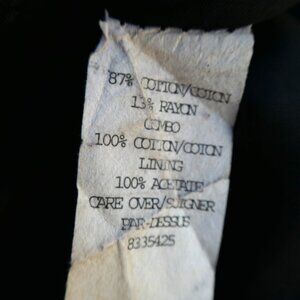 87% COTTON/COTON
13% RAYON
COMBO
100% COTTON/COTON
LINING
100% ACETATE
CARE OVER/SOIGNER
PAR-DESSUS
8335425